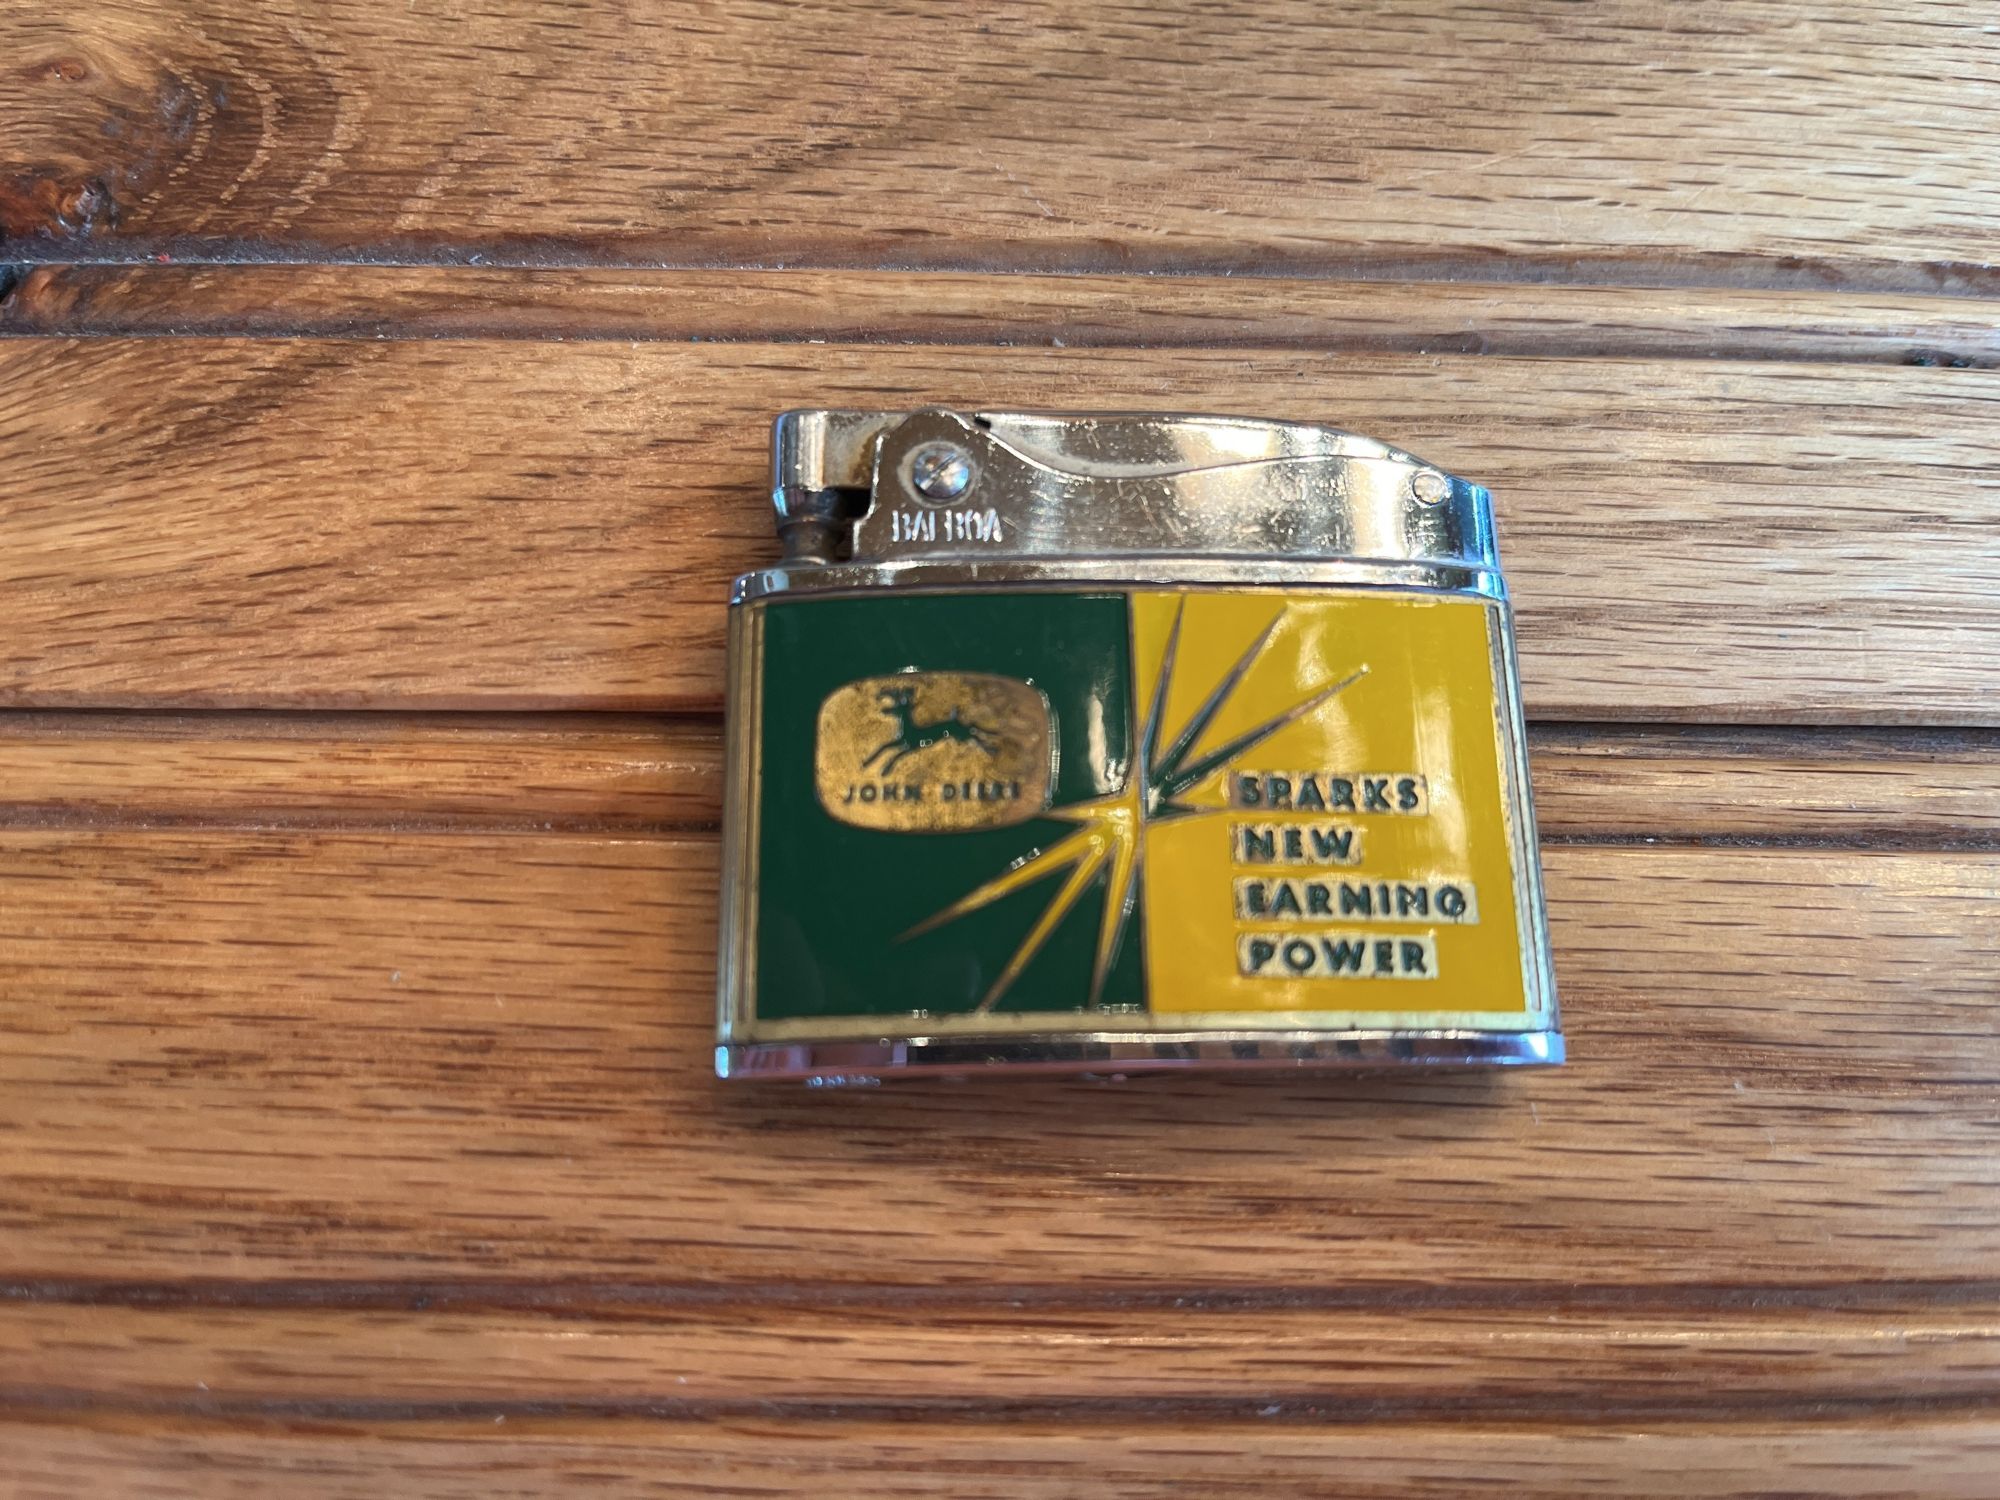 BALBOA
JOHN DEERE
SPARKS
NEW
EARNING
POWER